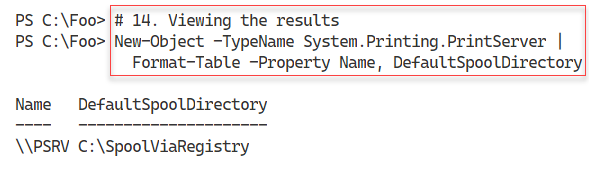 PS C:\Foo> # 14. Viewing the results
PS C:\Foo> New-Object -TypeName System.Printing.PrintServer |
Format-Table -Property Name, DefaultSpoolDirectory
Name DefaultSpoolDirectory
---- ---------------------
\\PSRV C:\SpoolViaRegistry